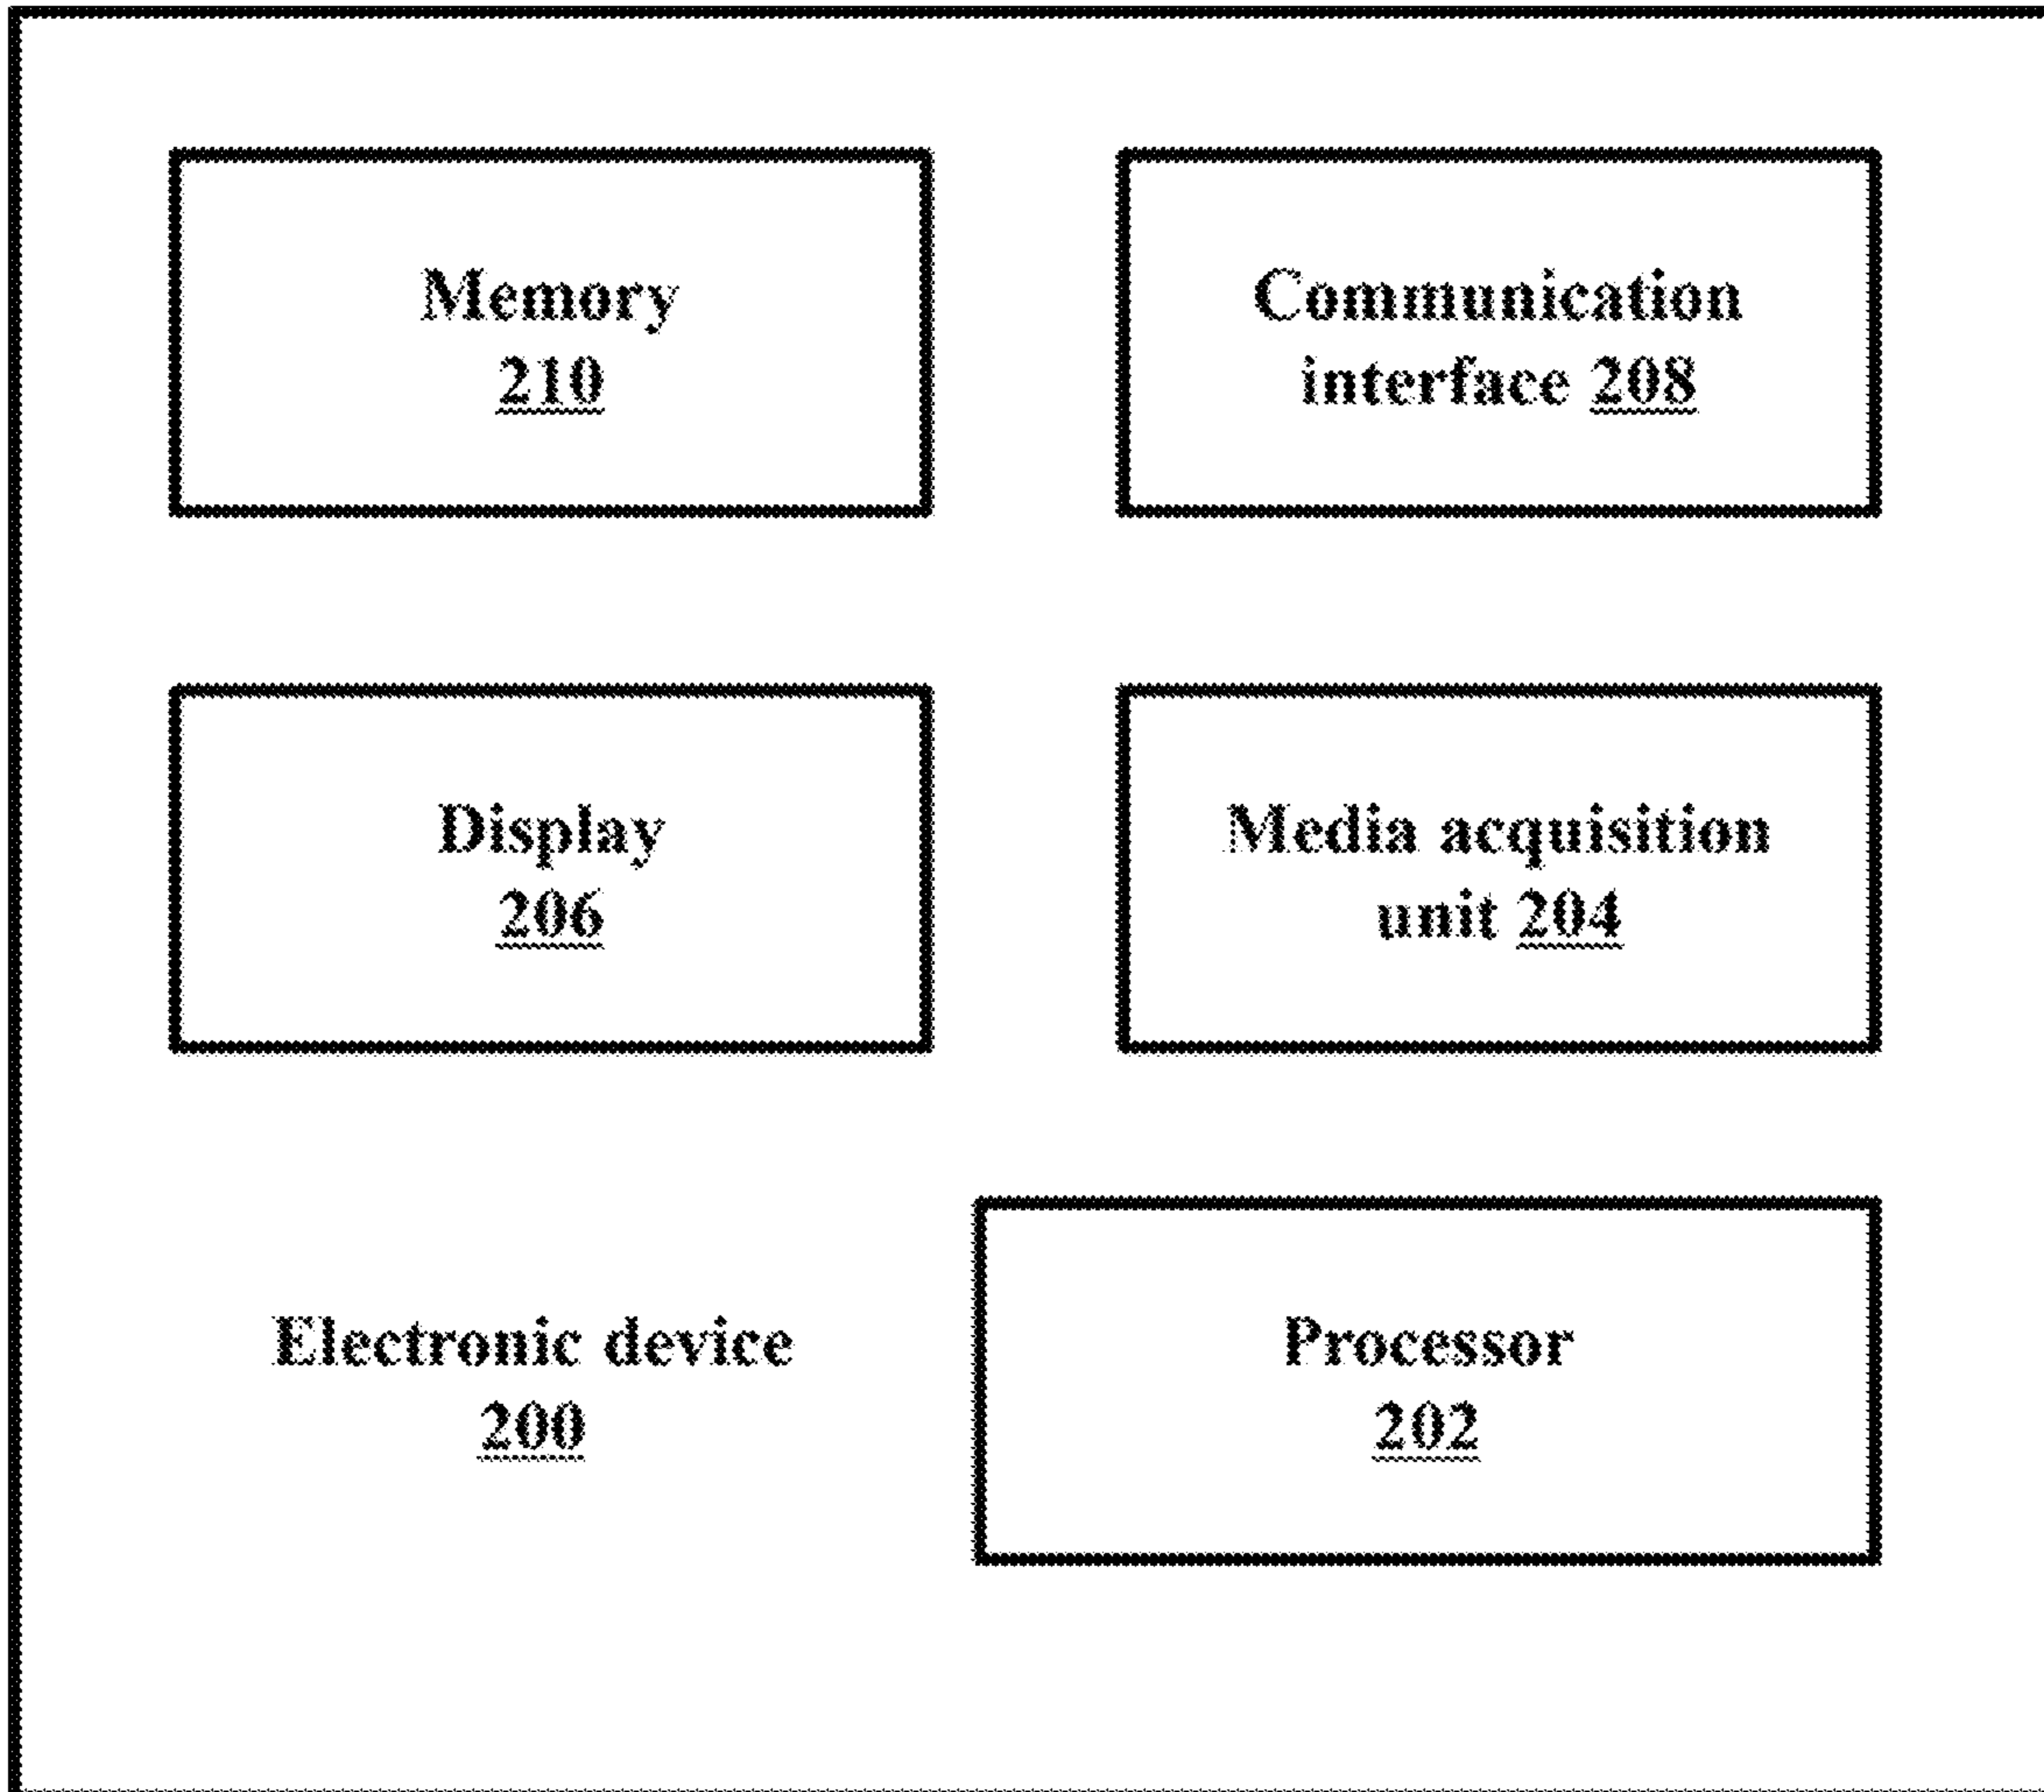 Memory
210
Communication
interface 208
Display
206
Media acquisition
unit 204
Electronic device
200
Processor
202